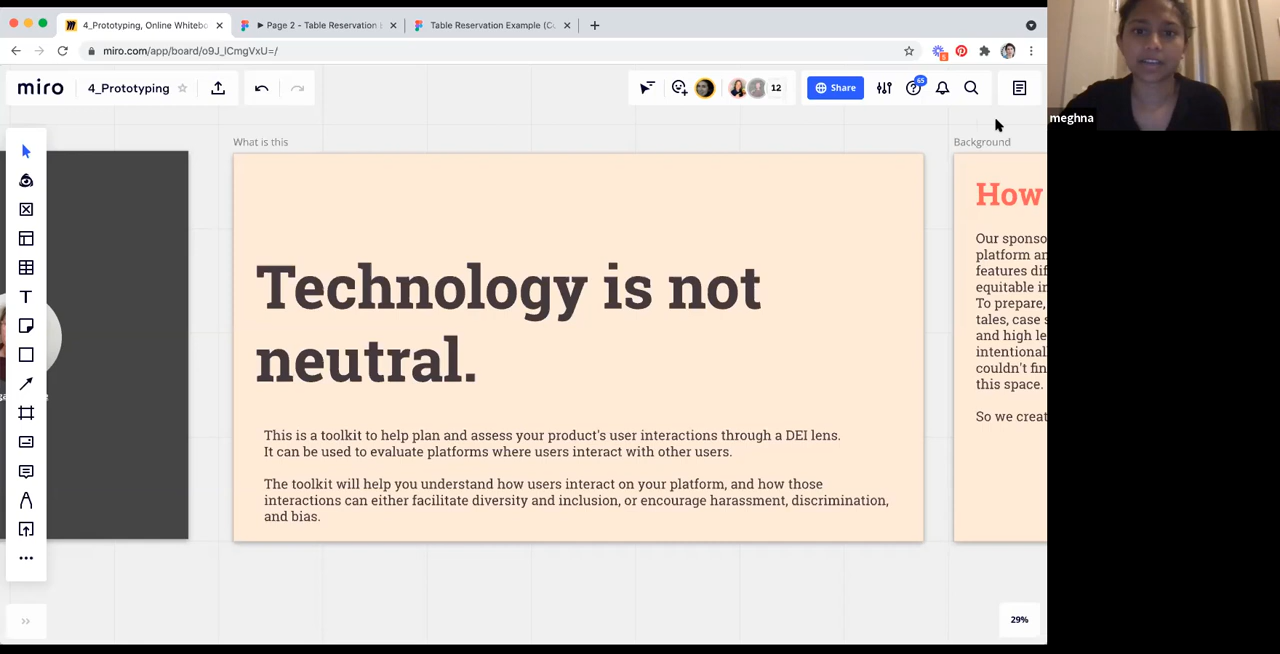 4_Prototyping, Online Whitebo
▶ Page 2 - Table Reservation
Table Reservation Example (C
miro.com/app/board/o9J_lCmgVxU=/
6
miro
4_Prototyping
12
Share
65
meghna
What is this
Background
Technology is not
neutral.
This is a toolkit to help plan and assess your product's user interactions through a DEI lens.
It can be used to evaluate platforms where users interact with other users.
The toolkit will help you understand how users interact on your platform, and how those
interactions can either facilitate diversity and inclusion, or encourage harassment, discrimination,
and bias.
How
Our sponso
platform an
features dif
equitable in
To prepare,
tales, case s
and high le
intentional
couldn't fin
this space.
So we creat
T
29%